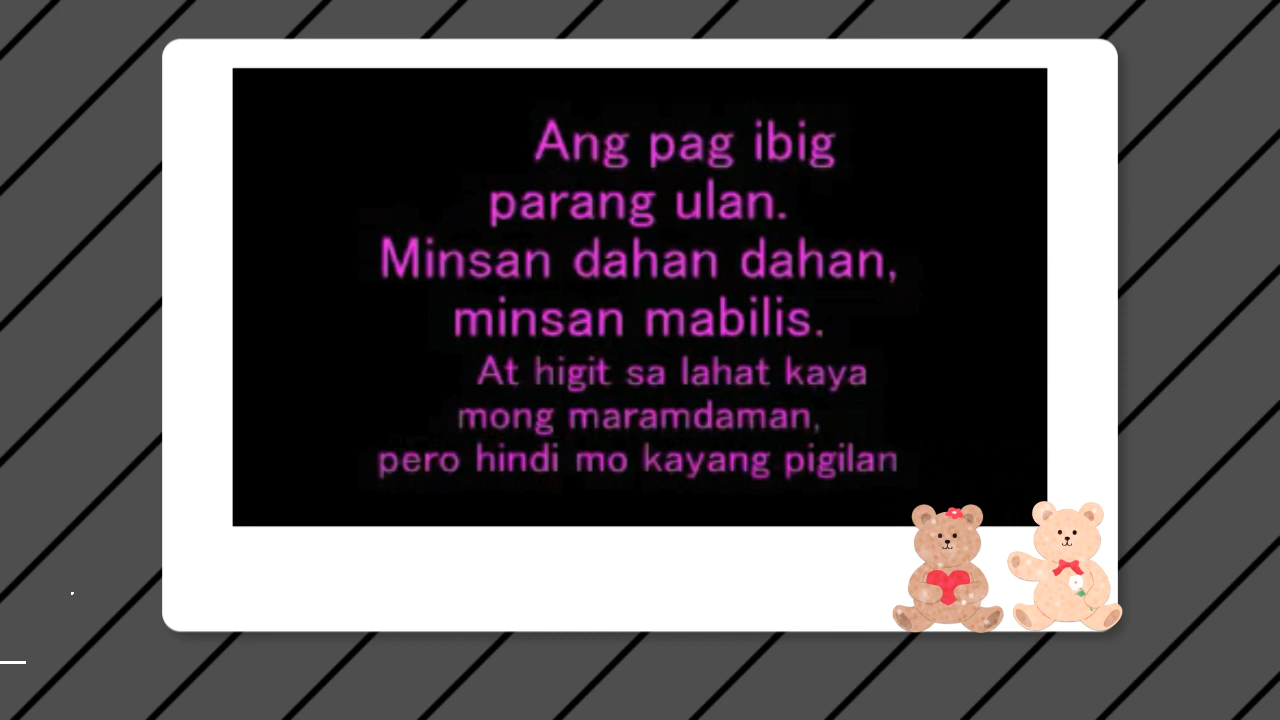 Ang pag ibig
parang ulan.
Minsan dahan dahan,
minsan mabilis.
At higit sa lahat kaya
mong maramdaman,
pero hindi mo kayang pigilan